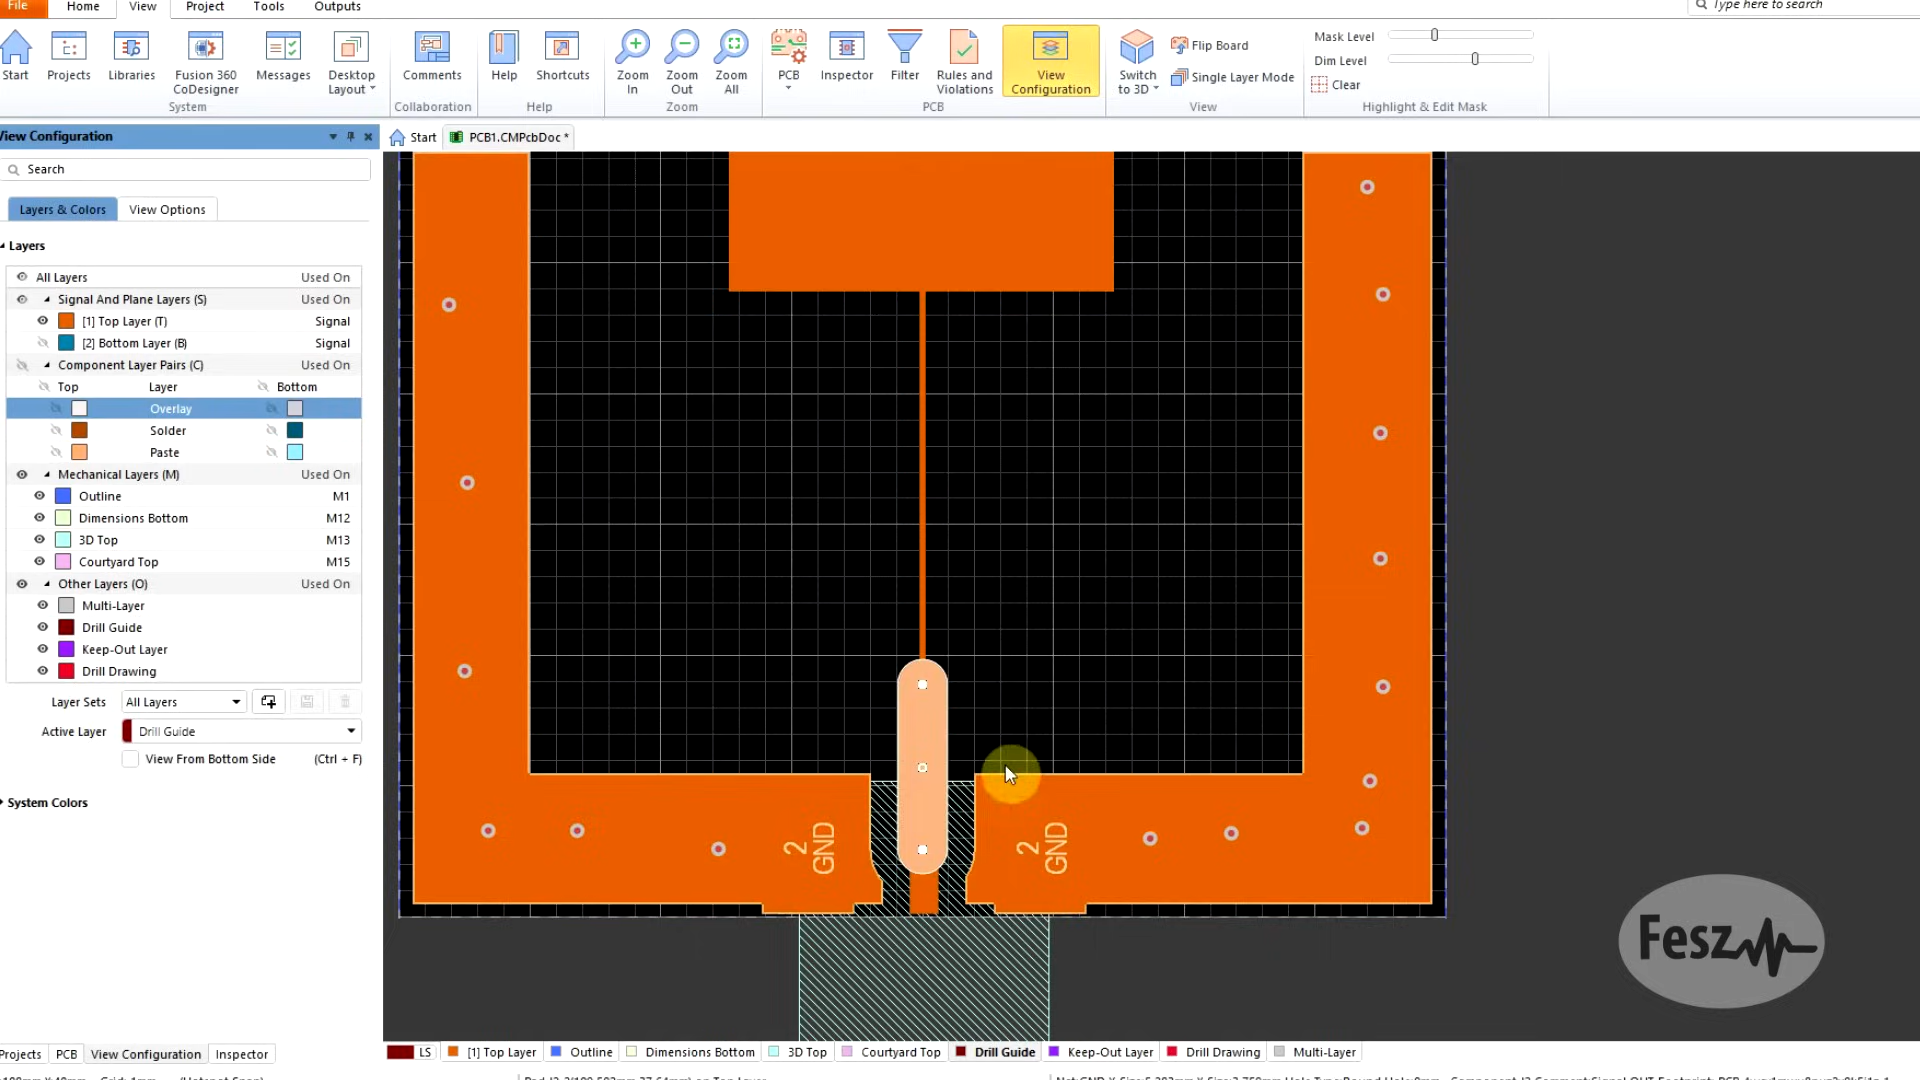 File Home View Project Tools Outputs
Type here to search
Start Projects Libraries Fusion 360 CoDesigner Messages Desktop Layout Comments Help Shortcuts Zoom In Zoom Out Zoom All PCB Inspector Filter Rules and Violations View Configuration Switch to 3D Flip Board Single Layer Mode Mask Level Dim Level Clear
System Collaboration Help Zoom PCB View Highlight & Edit Mask
View Configuration
Start PCB1.CMPcbDoc *
Search
Layers & Colors View Options
Layers
All Layers Used On
Signal And Plane Layers (S) Used On
[1] Top Layer (T) Signal
[2] Bottom Layer (B) Signal
Component Layer Pairs (C) Used On
Top Layer Bottom
Overlay
Solder
Paste
Mechanical Layers (M) Used On
Outline M1
Dimensions Bottom M12
3D Top M13
Courtyard Top M15
Other Layers (O) Used On
Multi-Layer
Drill Guide
Keep-Out Layer
Drill Drawing
Layer Sets All Layers
Active Layer Drill Guide
View From Bottom Side (Ctrl + F)
System Colors
2
GND
2
GND
Fesz
Projects PCB View Configuration Inspector
LS [1] Top Layer Outline Dimensions Bottom 3D Top Courtyard Top Drill Guide Keep-Out Layer Drill Drawing Multi-Layer